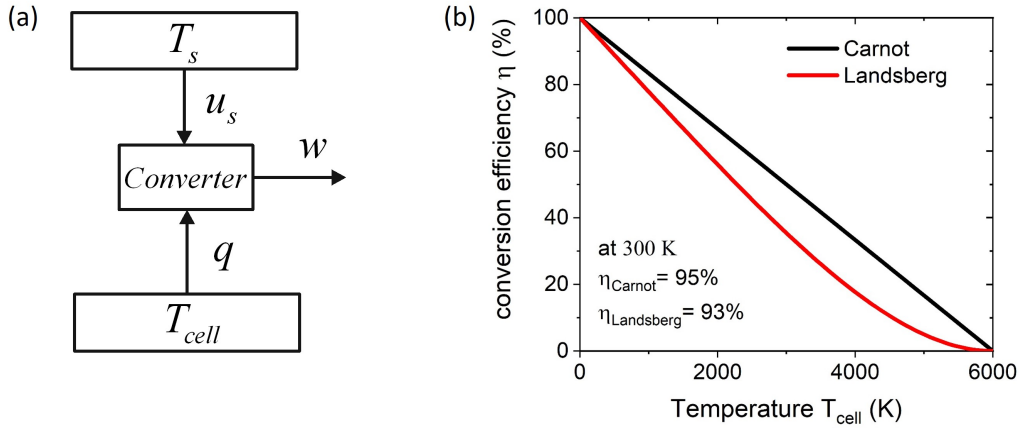 (a)
T_s
u_s
w
Converter
q
T_cell
(b)
conversion efficiency η (%)
100
80
60
40
20
0
Carnot
Landsberg
at 300 K
η_Carnot= 95%
η_Landsberg= 93%
0 2000 4000 6000
Temperature T_cell (K)